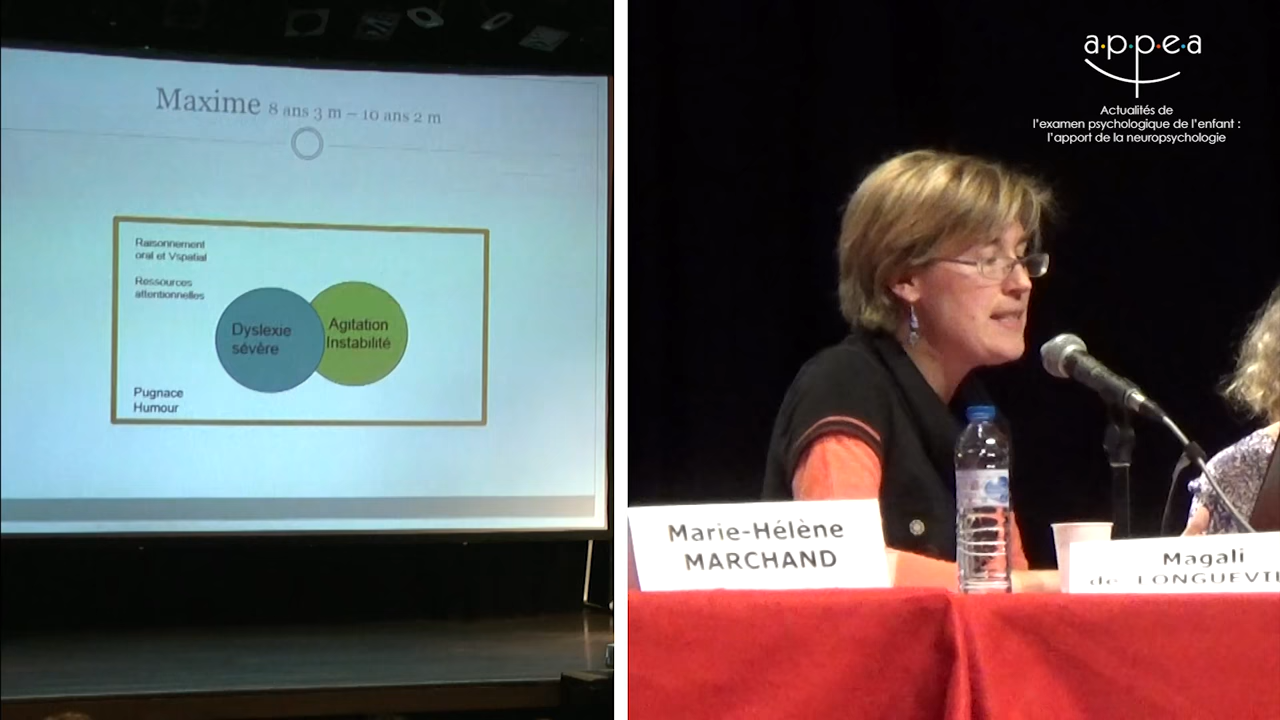 Maxime 8 ans 3 m – 10 ans 2 m
Raisonnement
oral et Vspatial
Ressources
attentionnelles
Dyslexie
sévère
Agitation
Instabilité
Pugnace
Humour
a·p·p·e·a
Actualités de
l'examen psychologique de l'enfant :
l'apport de la neuropsychologie
Marie-Hélène
MARCHAND
Magali
de